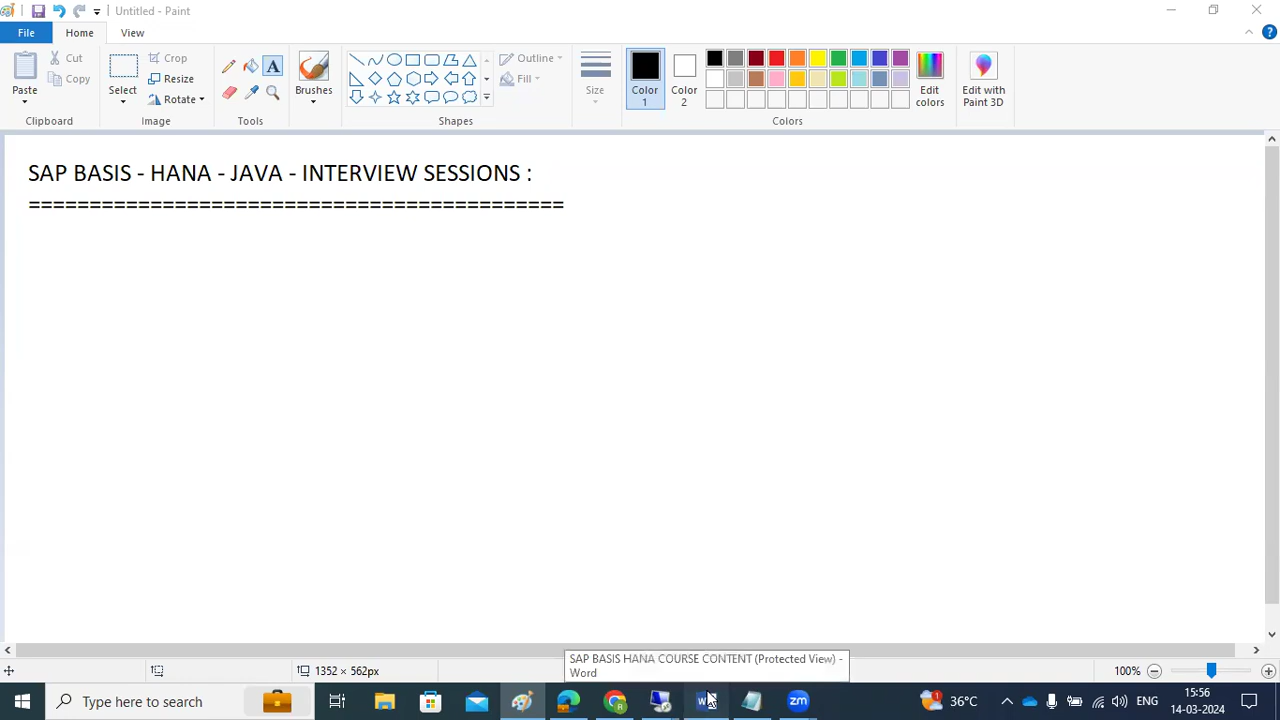 Untitled - Paint
File
Home
View
Paste
Cut
Copy
Clipboard
Select
Crop
Resize
Rotate
Image
A
Tools
Brushes
Shapes
Outline
Fill
Size
Color 1
Color 2
Colors
Edit colors
Edit with Paint 3D
SAP BASIS - HANA - JAVA - INTERVIEW SESSIONS :
============================================
SAP BASIS HANA COURSE CONTENT (Protected View) -
Word
1352 × 562px
100%
Type here to search
zm
36°C
ENG
15:56
14-03-2024